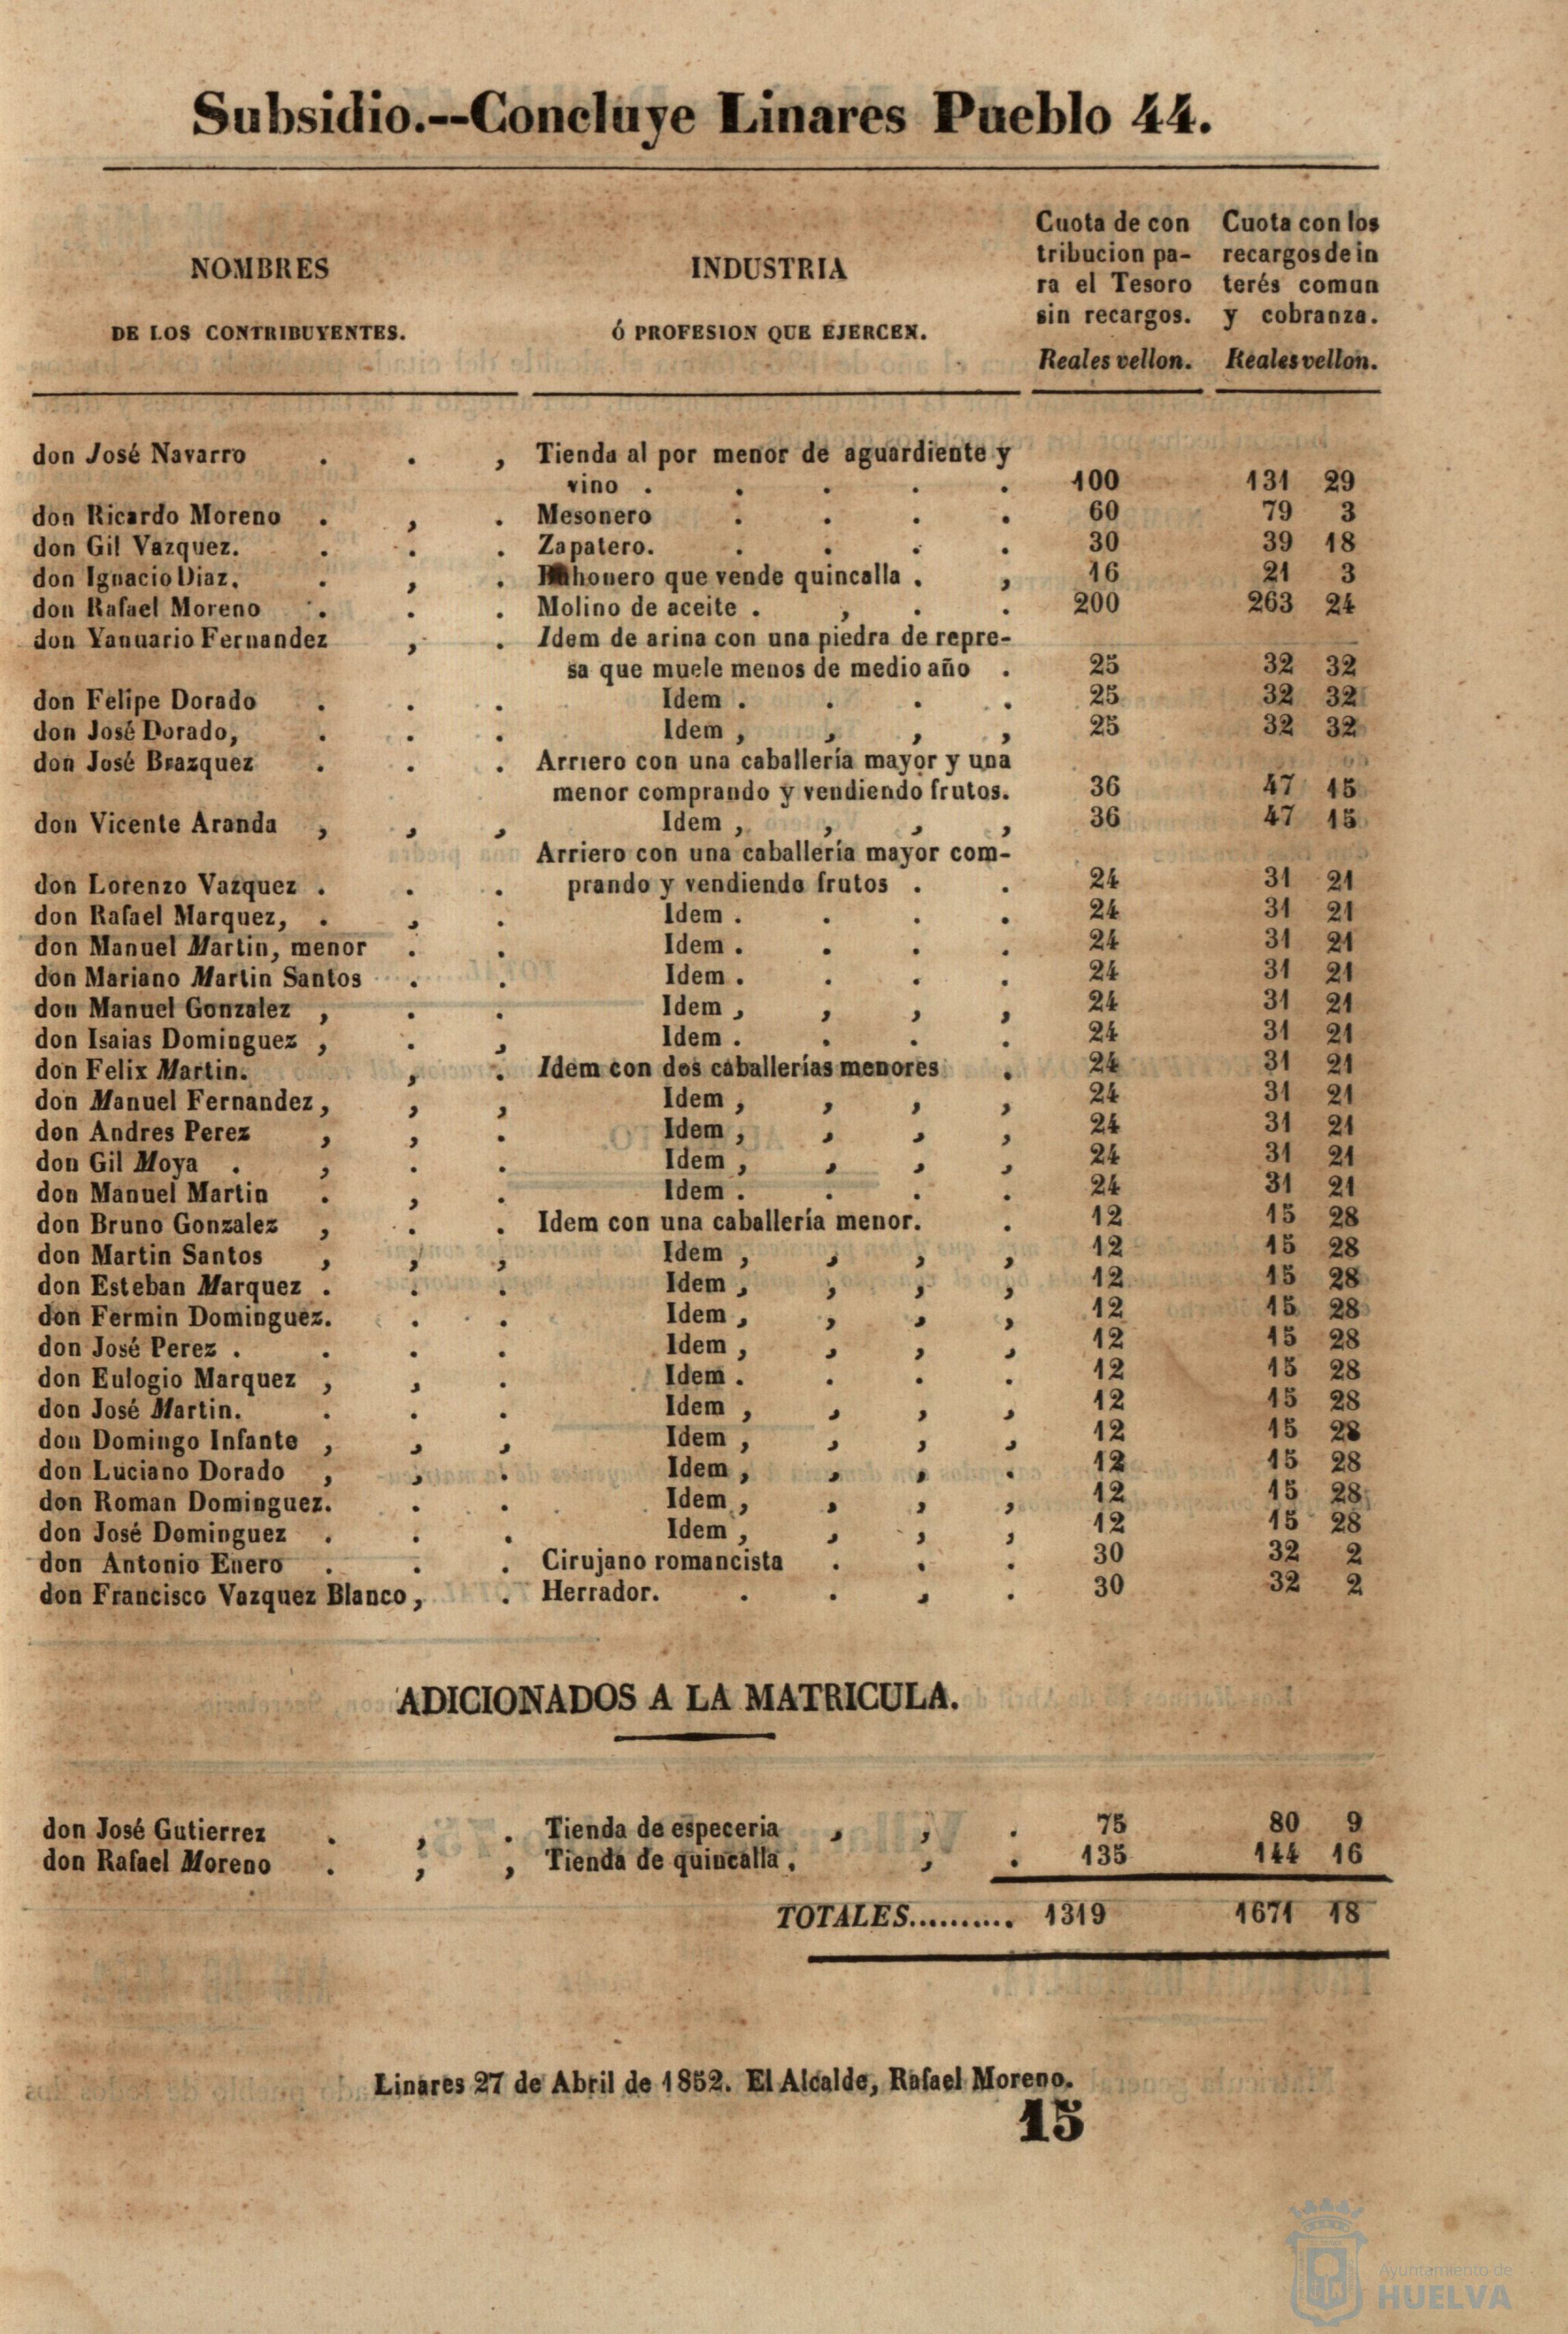 Subsidio.--Concluye Linares Pueblo 44.
NOMBRES
DE LOS CONTRIBUYENTES.
INDUSTRIA
Ó PROFESION QUE EJERCEN.
Cuota de con
tribucion pa-
ra el Tesoro
sin recargos.
Reales vellon.
Cuota con los
recargos de in
terés comun
y cobranza.
Reales vellon.
don José Navarro . . , Tienda al por menor de aguardiente y
vino . . . . . 100 131 29
don Ricardo Moreno . , . Mesonero . . . . 60 79 3
don Gil Vazquez. . . . Zapatero. . . . . 30 39 18
don Ignacio Diaz. . , . honero que vende quincalla . , 16 21 3
don Rafael Moreno . . . Molino de aceite . , . . 200 263 24
don Yanuario Fernandez , . Idem de arina con una piedra de repre-
sa que muele menos de medio año . 25 32 32
don Felipe Dorado . . . Idem . . . . 25 32 32
don José Dorado, . . . Idem , , , , 25 32 32
don José Brazquez . . . Arriero con una caballería mayor y una
menor comprando y vendiendo frutos. 36 47 15
don Vicente Aranda , , , Idem , , , , 36 47 15
Arriero con una caballería mayor com-
don Lorenzo Vazquez . . . prando y vendiendo frutos . . 24 31 21
don Rafael Marquez, . , . Idem . . . . 24 31 21
don Manuel Martin, menor . . Idem . . . . 24 31 21
don Mariano Martin Santos . . Idem . . . . 24 31 21
don Manuel Gonzalez , . . Idem , , , , 24 31 21
don Isaias Dominguez , . , Idem . . . . 24 31 21
don Felix Martin. , . Idem con dos caballerías menores . 24 31 21
don Manuel Fernandez, , , Idem , , , , 24 31 21
don Andres Perez , , . Idem , , , , 24 31 21
don Gil Moya . , . . Idem , , , , 24 31 21
don Manuel Martin . , . Idem . . . . 24 31 21
don Bruno Gonzalez , . . Idem con una caballería menor. . 12 15 28
don Martin Santos , , , Idem , , , , 12 15 28
don Esteban Marquez . . . Idem , , , , 12 15 28
don Fermin Dominguez. . . Idem , , , , 12 15 28
don José Perez . . . . Idem , , , , 12 15 28
don Eulogio Marquez , , . Idem . . . . 12 15 28
don José Martin. . . . Idem , , , , 12 15 28
don Domingo Infante , , , Idem , , , , 12 15 28
don Luciano Dorado , , . Idem , , , . 12 15 28
don Roman Dominguez. . . Idem , , , , 12 15 28
don José Dominguez . . . Idem , , , , 12 15 28
don Antonio Enero . . . Cirujano romancista . . . 30 32 2
don Francisco Vazquez Blanco, . Herrador. . . , . 30 32 2
ADICIONADOS A LA MATRICULA.
don José Gutierrez . , . Tienda de especeria , , . 75 80 9
don Rafael Moreno . , , Tienda de quincalla . , . 135 144 16
TOTALES.......... 1319 1671 18
Linares 27 de Abril de 1852. El Alcalde, Rafael Moreno.
15
Ayuntamiento de
HUELVA